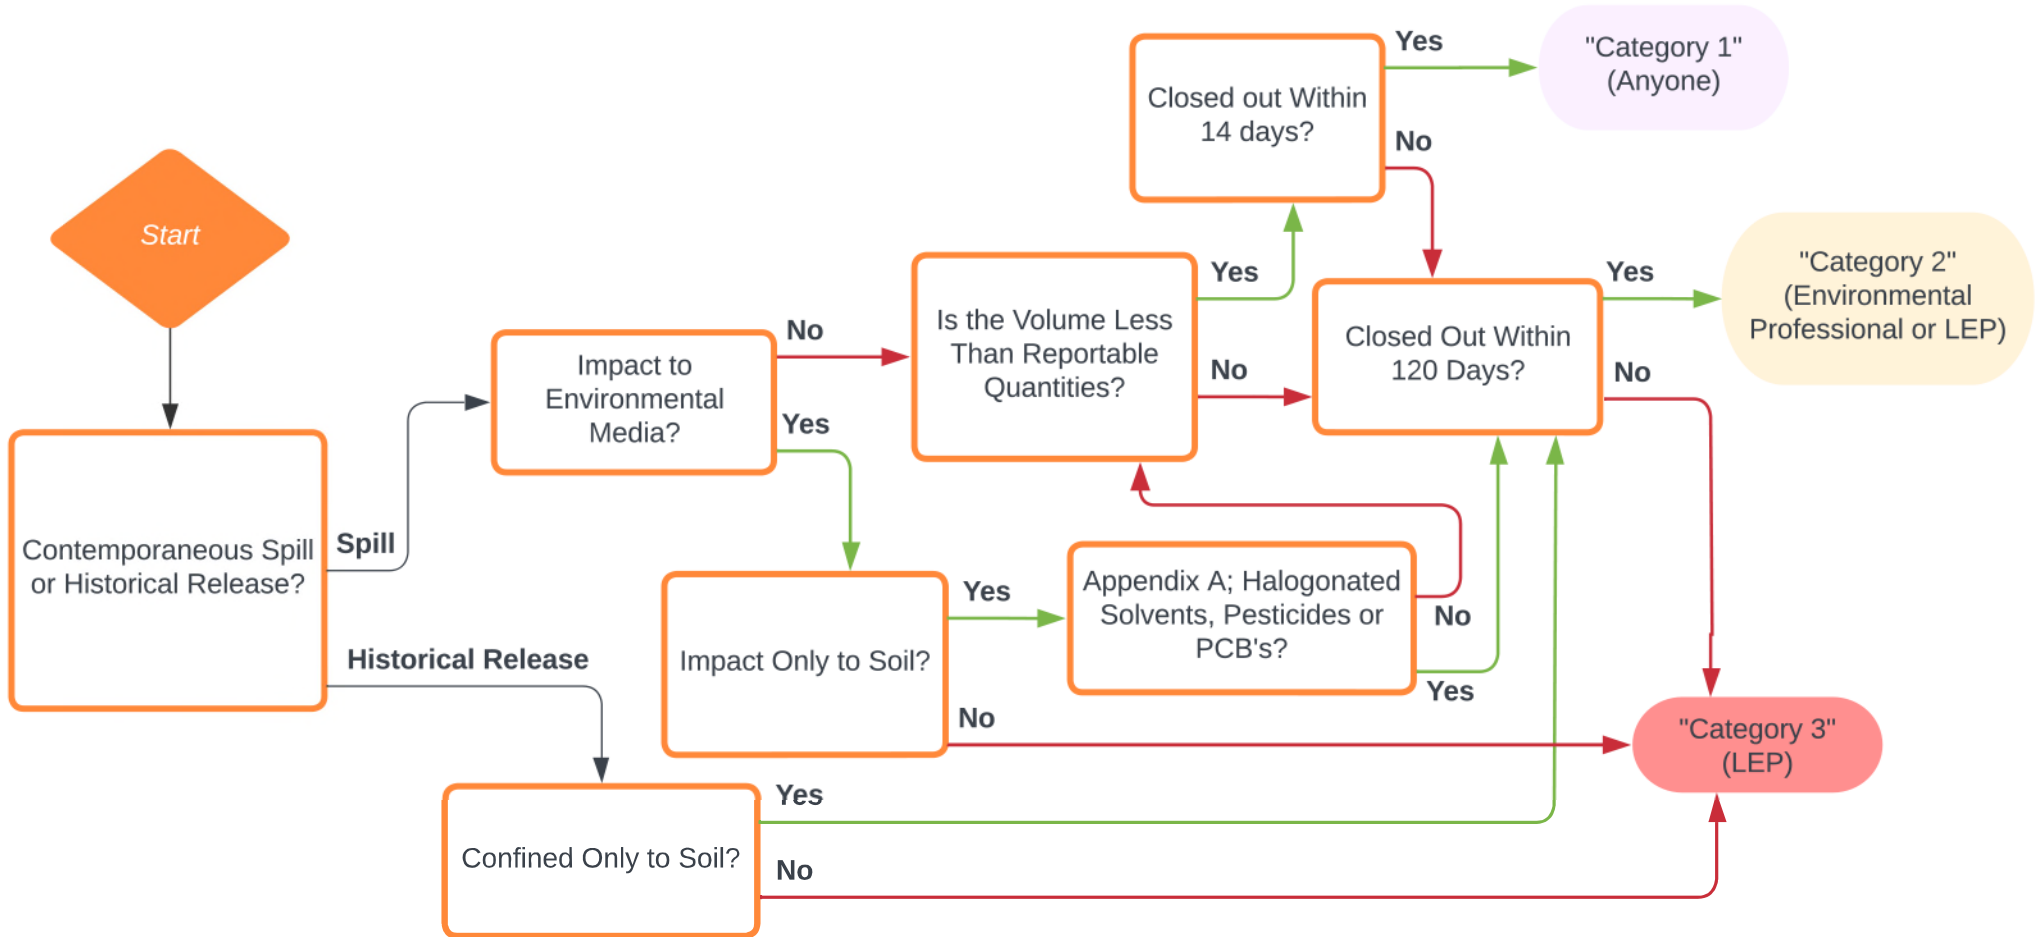 Start
Contemporaneous Spill
or Historical Release?
Spill
Historical Release
Impact to
Environmental
Media?
No
Yes
Is the Volume Less
Than Reportable
Quantities?
Yes
No
Closed out Within
14 days?
Yes
No
"Category 1"
(Anyone)
Closed Out Within
120 Days?
Yes
No
"Category 2"
(Environmental
Professional or LEP)
Impact Only to Soil?
Yes
No
Appendix A; Halogonated
Solvents, Pesticides or
PCB's?
No
Yes
"Category 3"
(LEP)
Confined Only to Soil?
Yes
No